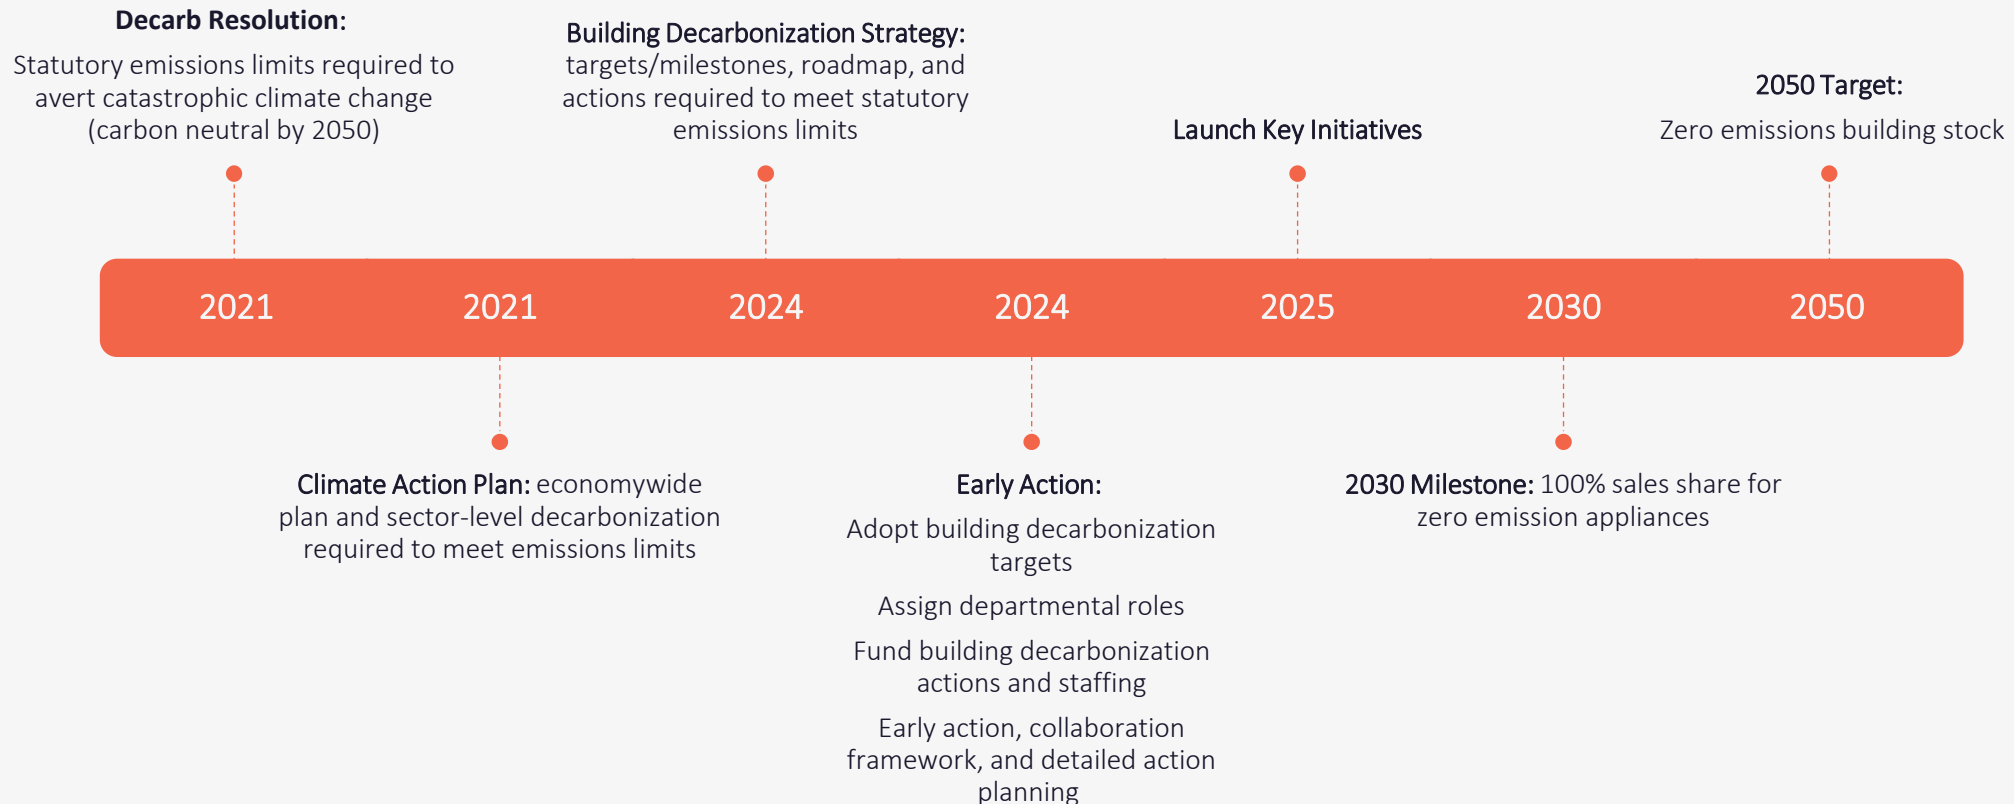 Decarb Resolution:
Statutory emissions limits required to
avert catastrophic climate change
(carbon neutral by 2050)
Building Decarbonization Strategy:
targets/milestones, roadmap, and
actions required to meet statutory
emissions limits
Launch Key Initiatives
2050 Target:
Zero emissions building stock
2021
2021
2024
2024
2025
2030
2050
Climate Action Plan: economywide
plan and sector-level decarbonization
required to meet emissions limits
Early Action:
Adopt building decarbonization
targets
Assign departmental roles
Fund building decarbonization
actions and staffing
Early action, collaboration
framework, and detailed action
planning
2030 Milestone: 100% sales share for
zero emission appliances